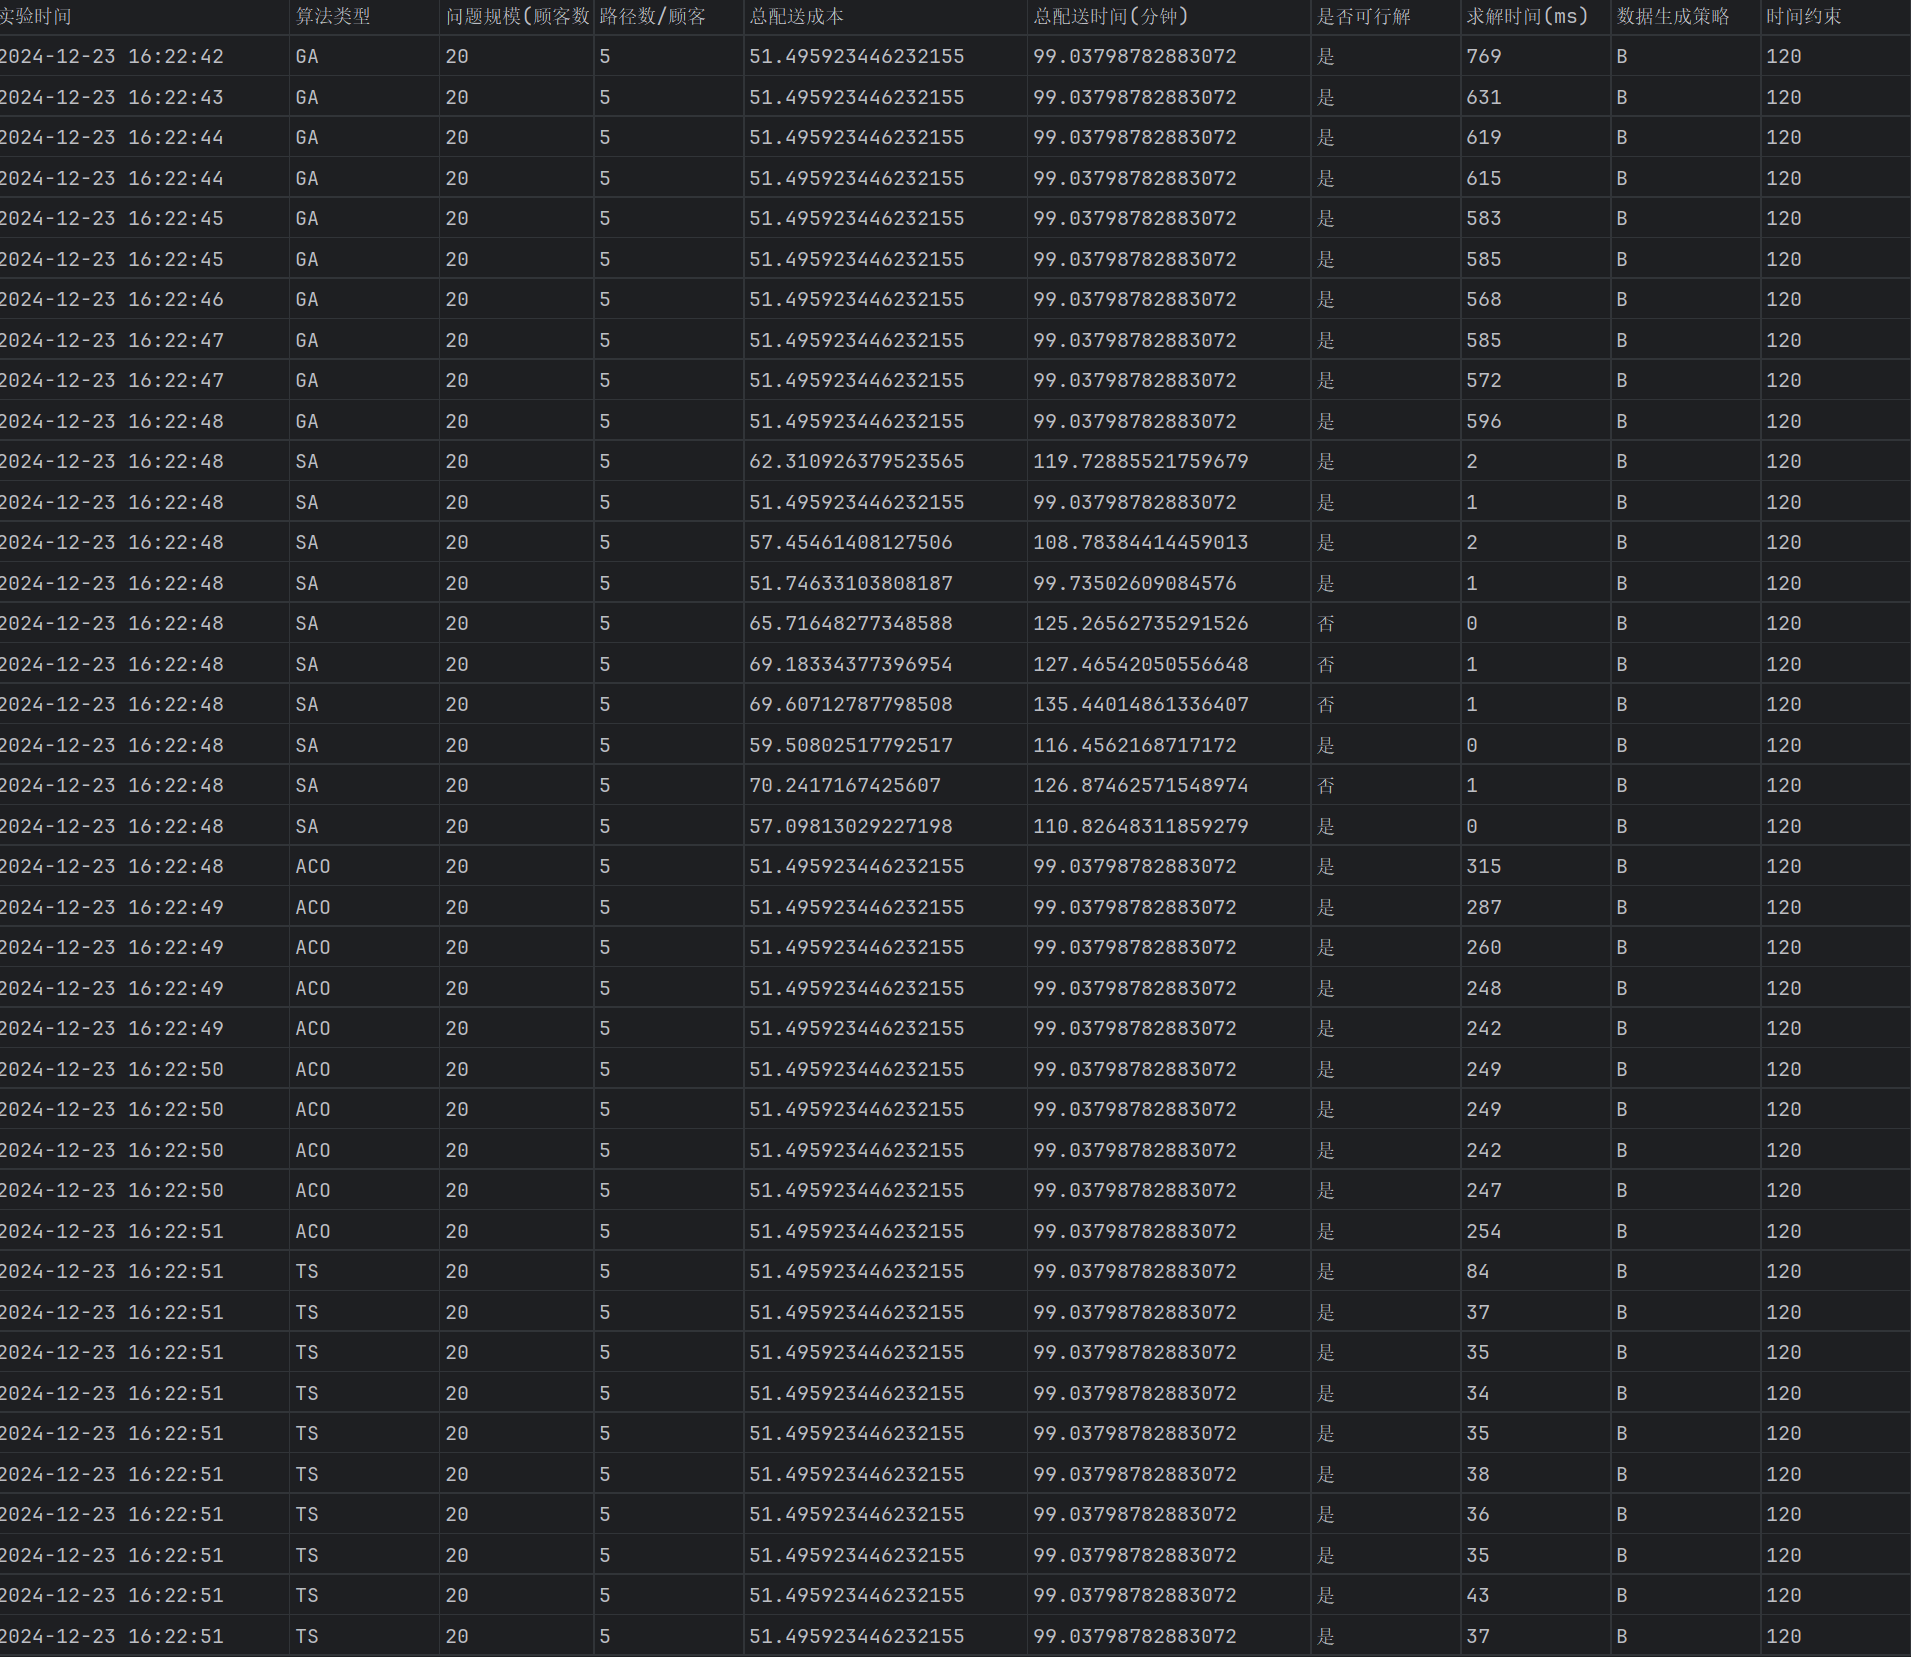 实验时间 算法类型 问题规模(顾客数 路径数/顾客 总配送成本 总配送时间(分钟) 是否可行解 求解时间(ms) 数据生成策略 时间约束
2024-12-23 16:22:42 GA 20 5 51.495923446232155 99.03798782883072 是 769 B 120
2024-12-23 16:22:43 GA 20 5 51.495923446232155 99.03798782883072 是 631 B 120
2024-12-23 16:22:44 GA 20 5 51.495923446232155 99.03798782883072 是 619 B 120
2024-12-23 16:22:44 GA 20 5 51.495923446232155 99.03798782883072 是 615 B 120
2024-12-23 16:22:45 GA 20 5 51.495923446232155 99.03798782883072 是 583 B 120
2024-12-23 16:22:45 GA 20 5 51.495923446232155 99.03798782883072 是 585 B 120
2024-12-23 16:22:46 GA 20 5 51.495923446232155 99.03798782883072 是 568 B 120
2024-12-23 16:22:47 GA 20 5 51.495923446232155 99.03798782883072 是 585 B 120
2024-12-23 16:22:47 GA 20 5 51.495923446232155 99.03798782883072 是 572 B 120
2024-12-23 16:22:48 GA 20 5 51.495923446232155 99.03798782883072 是 596 B 120
2024-12-23 16:22:48 SA 20 5 62.310926379523565 119.72885521759679 是 2 B 120
2024-12-23 16:22:48 SA 20 5 51.495923446232155 99.03798782883072 是 1 B 120
2024-12-23 16:22:48 SA 20 5 57.45461408127506 108.78384414459013 是 2 B 120
2024-12-23 16:22:48 SA 20 5 51.74633103808187 99.73502609084576 是 1 B 120
2024-12-23 16:22:48 SA 20 5 65.71648277348588 125.26562735291526 否 0 B 120
2024-12-23 16:22:48 SA 20 5 69.18334377396954 127.46542050556648 否 1 B 120
2024-12-23 16:22:48 SA 20 5 69.60712787798508 135.44014861336407 否 1 B 120
2024-12-23 16:22:48 SA 20 5 59.50802517792517 116.4562168717172 是 0 B 120
2024-12-23 16:22:48 SA 20 5 70.2417167425607 126.87462571548974 否 1 B 120
2024-12-23 16:22:48 SA 20 5 57.09813029227198 110.82648311859279 是 0 B 120
2024-12-23 16:22:48 ACO 20 5 51.495923446232155 99.03798782883072 是 315 B 120
2024-12-23 16:22:49 ACO 20 5 51.495923446232155 99.03798782883072 是 287 B 120
2024-12-23 16:22:49 ACO 20 5 51.495923446232155 99.03798782883072 是 260 B 120
2024-12-23 16:22:49 ACO 20 5 51.495923446232155 99.03798782883072 是 248 B 120
2024-12-23 16:22:49 ACO 20 5 51.495923446232155 99.03798782883072 是 242 B 120
2024-12-23 16:22:50 ACO 20 5 51.495923446232155 99.03798782883072 是 249 B 120
2024-12-23 16:22:50 ACO 20 5 51.495923446232155 99.03798782883072 是 249 B 120
2024-12-23 16:22:50 ACO 20 5 51.495923446232155 99.03798782883072 是 242 B 120
2024-12-23 16:22:50 ACO 20 5 51.495923446232155 99.03798782883072 是 247 B 120
2024-12-23 16:22:51 ACO 20 5 51.495923446232155 99.03798782883072 是 254 B 120
2024-12-23 16:22:51 TS 20 5 51.495923446232155 99.03798782883072 是 84 B 120
2024-12-23 16:22:51 TS 20 5 51.495923446232155 99.03798782883072 是 37 B 120
2024-12-23 16:22:51 TS 20 5 51.495923446232155 99.03798782883072 是 35 B 120
2024-12-23 16:22:51 TS 20 5 51.495923446232155 99.03798782883072 是 34 B 120
2024-12-23 16:22:51 TS 20 5 51.495923446232155 99.03798782883072 是 35 B 120
2024-12-23 16:22:51 TS 20 5 51.495923446232155 99.03798782883072 是 38 B 120
2024-12-23 16:22:51 TS 20 5 51.495923446232155 99.03798782883072 是 36 B 120
2024-12-23 16:22:51 TS 20 5 51.495923446232155 99.03798782883072 是 35 B 120
2024-12-23 16:22:51 TS 20 5 51.495923446232155 99.03798782883072 是 43 B 120
2024-12-23 16:22:51 TS 20 5 51.495923446232155 99.03798782883072 是 37 B 120